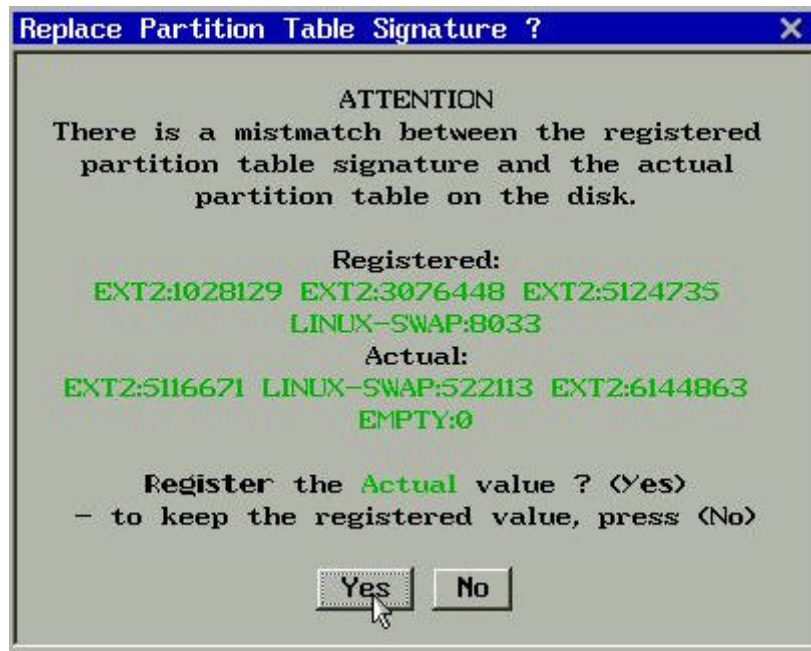 Replace Partition Table Signature ?
ATTENTION
There is a mistmatch between the registered
partition table signature and the actual
partition table on the disk.
Registered:
EXT2:1028129 EXT2:3076448 EXT2:5124735
LINUX-SWAP:8033
Actual:
EXT2:5116671 LINUX-SWAP:522113 EXT2:6144863
EMPTY:0
Register the Actual value ? (Yes)
- to keep the registered value, press (No)
Yes No